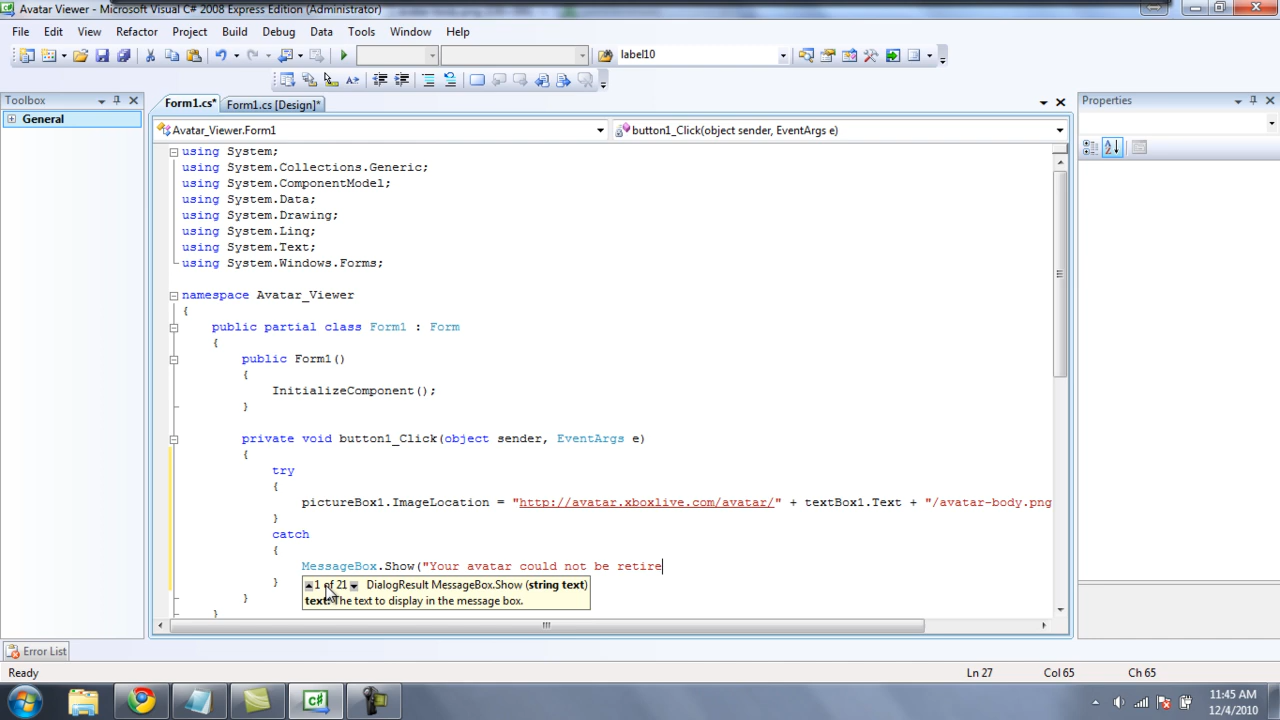 Avatar Viewer - Microsoft Visual C# 2008 Express Edition (Administrator)
File Edit View Refactor Project Build Debug Data Tools Window Help
label10
Toolbox
Form1.cs* Form1.cs [Design]*
Properties
General
Avatar_Viewer.Form1
button1_Click(object sender, EventArgs e)
using System;
using System.Collections.Generic;
using System.ComponentModel;
using System.Data;
using System.Drawing;
using System.Linq;
using System.Text;
using System.Windows.Forms;
namespace Avatar_Viewer
{
public partial class Form1 : Form
{
public Form1()
{
InitializeComponent();
}
private void button1_Click(object sender, EventArgs e)
{
try
{
pictureBox1.ImageLocation = "http://avatar.xboxlive.com/avatar/" + textBox1.Text + "/avatar-body.png
}
catch
{
MessageBox.Show("Your avatar could not be retire
}
1 of 21 DialogResult MessageBox.Show (string text)
text: The text to display in the message box.
}
}
Error List
Ready
Ln 27 Col 65 Ch 65
C#
11:45 AM
12/4/2010